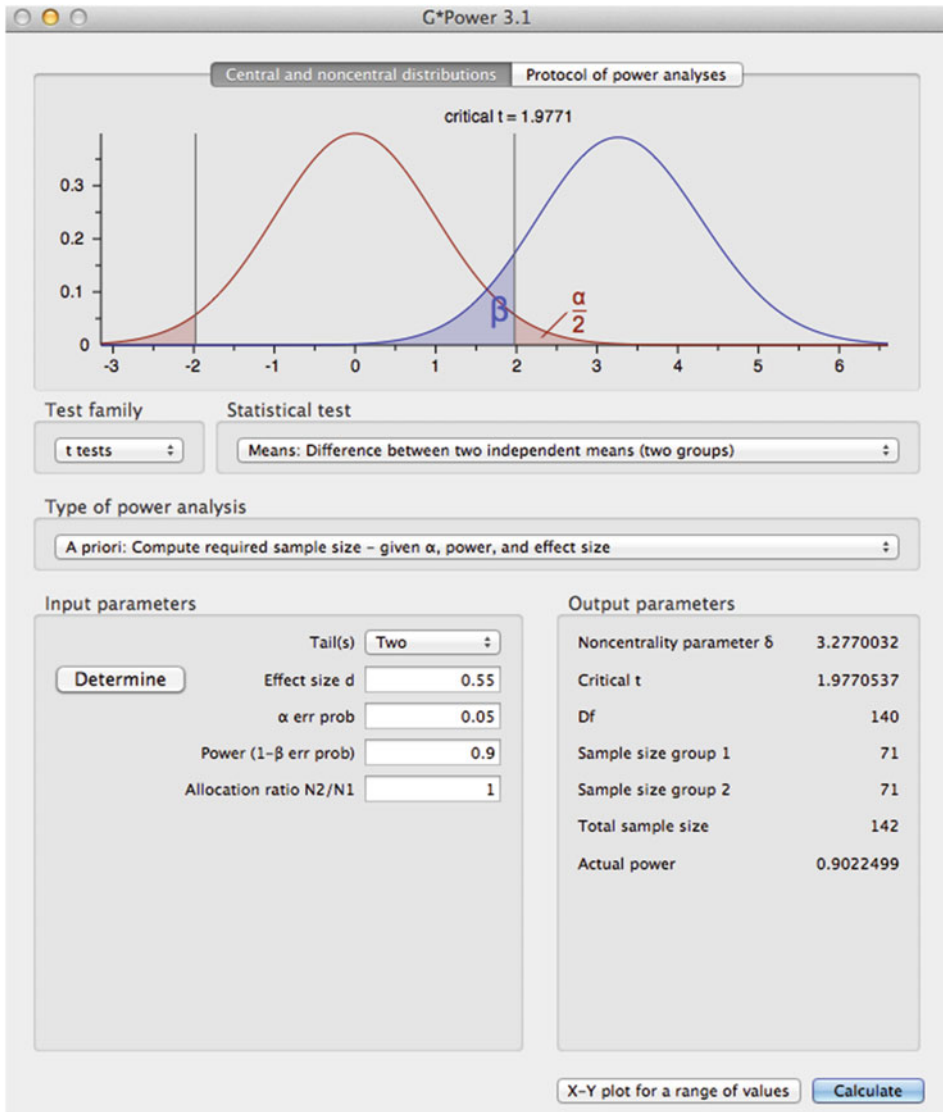 G*Power 3.1
Central and noncentral distributions Protocol of power analyses
critical t = 1.9771
0.3
0.2
0.1
0
β
α
2
-3 -2 -1 0 1 2 3 4 5 6
Test family Statistical test
t tests Means: Difference between two independent means (two groups)
Type of power analysis
A priori: Compute required sample size – given α, power, and effect size
Input parameters
Tail(s) Two
Determine Effect size d 0.55
α err prob 0.05
Power (1-β err prob) 0.9
Allocation ratio N2/N1 1
Output parameters
Noncentrality parameter δ 3.2770032
Critical t 1.9770537
Df 140
Sample size group 1 71
Sample size group 2 71
Total sample size 142
Actual power 0.9022499
X-Y plot for a range of values Calculate